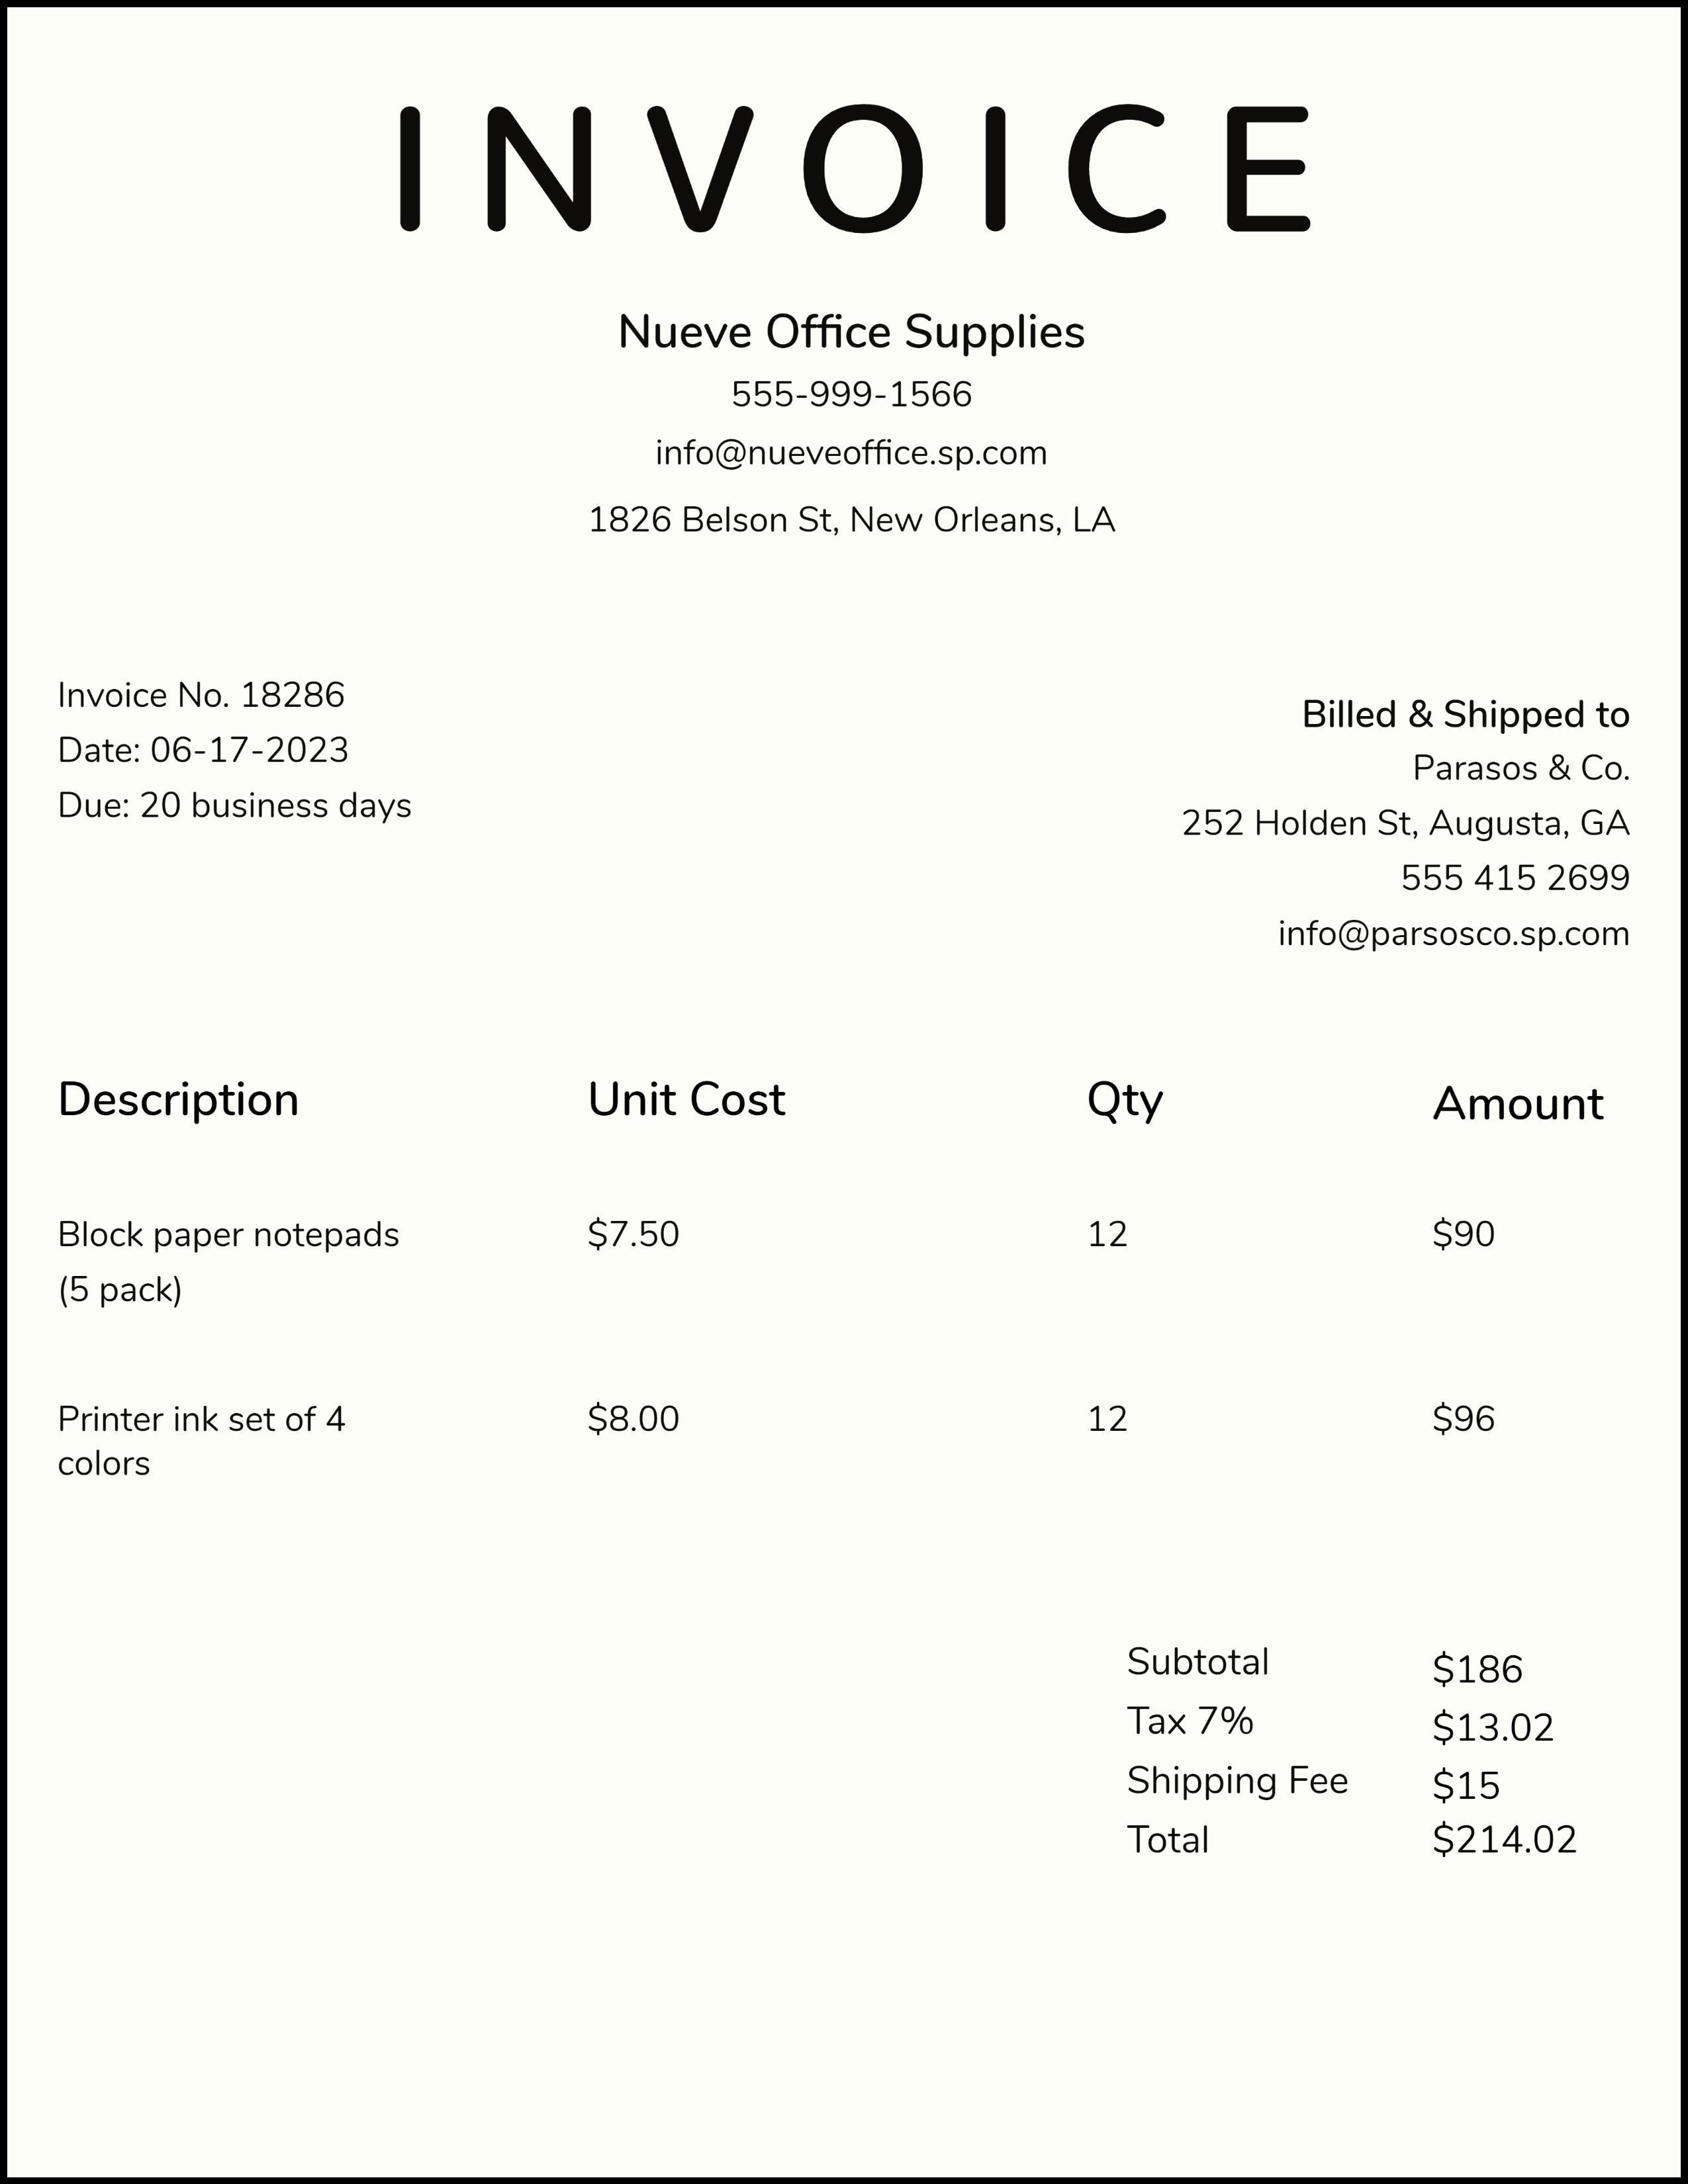 INVOICE
Nueve Office Supplies
555-999-1566
info@nueveoffice.sp.com
1826 Belson St, New Orleans, LA
Invoice No. 18286
Date: 06-17-2023
Due: 20 business days
Billed & Shipped to
Parasos & Co.
252 Holden St, Augusta, GA
555 415 2699
info@parsosco.sp.com
Description Unit Cost Qty Amount
Block paper notepads $7.50 12 $90
(5 pack)
Printer ink set of 4 $8.00 12 $96
colors
Subtotal $186
Tax 7% $13.02
Shipping Fee $15
Total $214.02